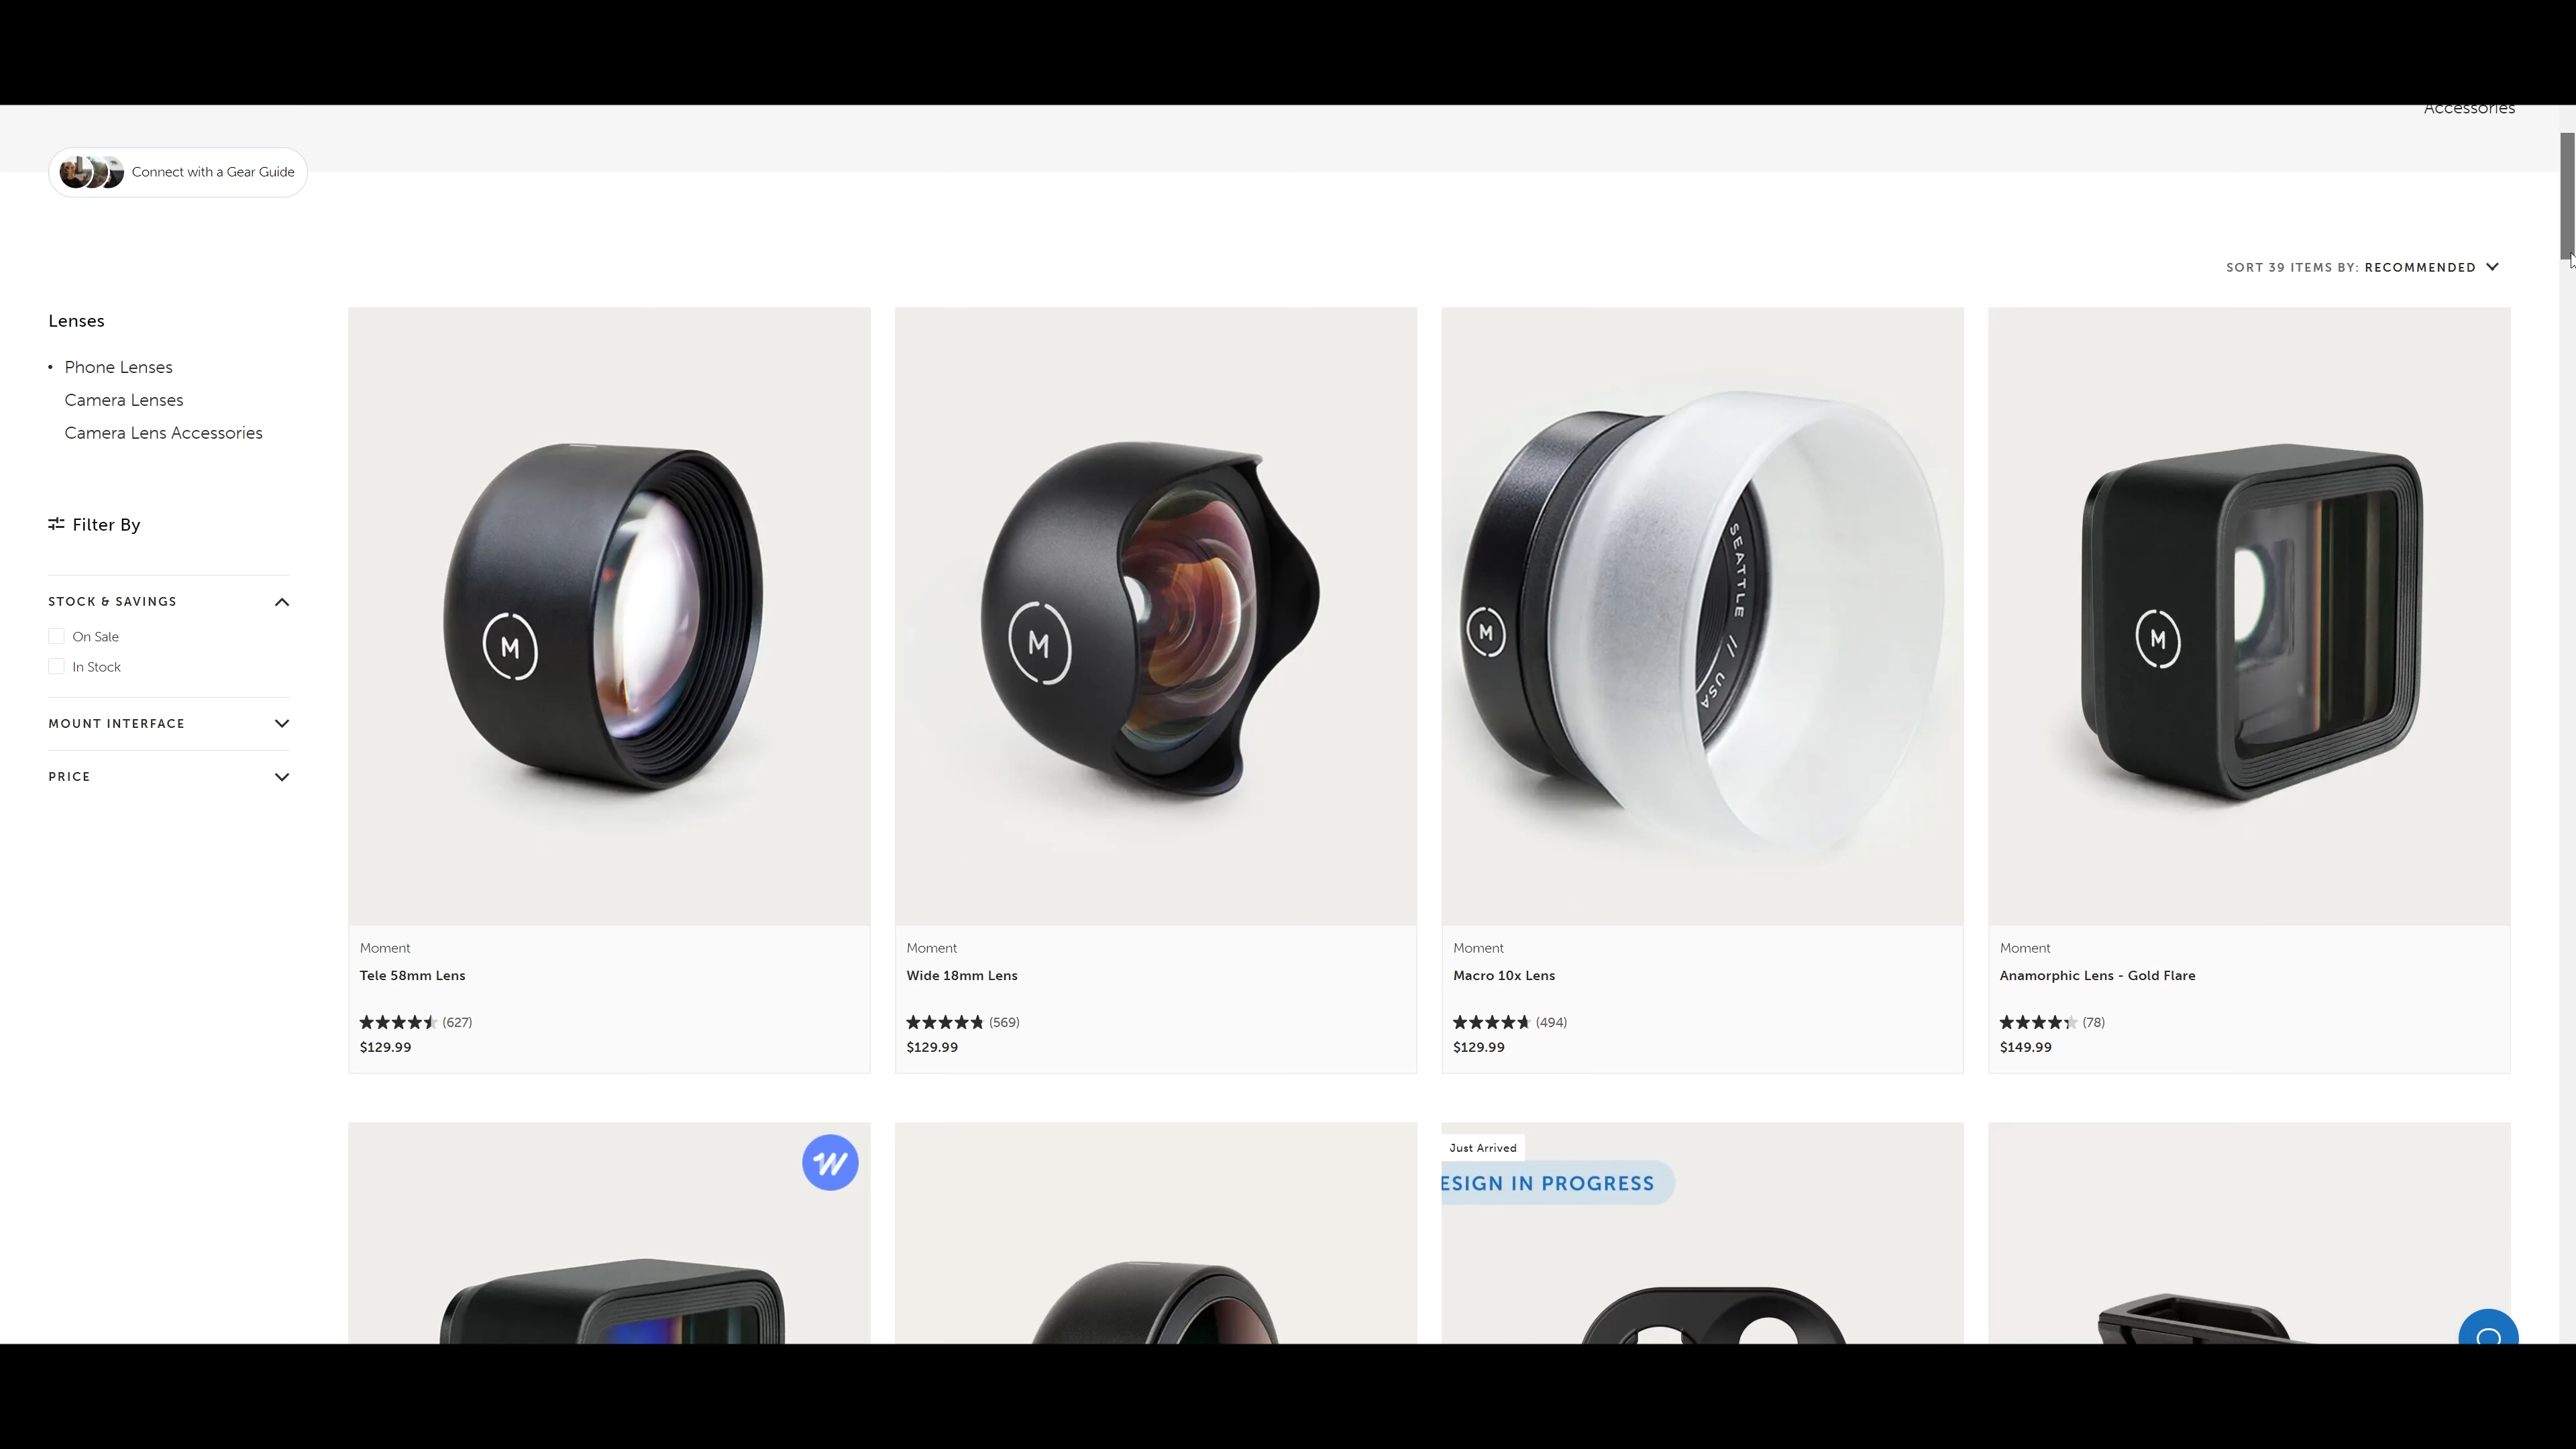 Accessories
Connect with a Gear Guide
SORT 39 ITEMS BY: RECOMMENDED
Lenses
Phone Lenses
Camera Lenses
Camera Lens Accessories
Filter By
STOCK & SAVINGS
On Sale
In Stock
MOUNT INTERFACE
PRICE
M
M
M
SEATTLE // USA
M
Moment
Tele 58mm Lens
(627)
$129.99
Moment
Wide 18mm Lens
(569)
$129.99
Moment
Macro 10x Lens
(494)
$129.99
Moment
Anamorphic Lens - Gold Flare
(78)
$149.99
W
Just Arrived
ESIGN IN PROGRESS